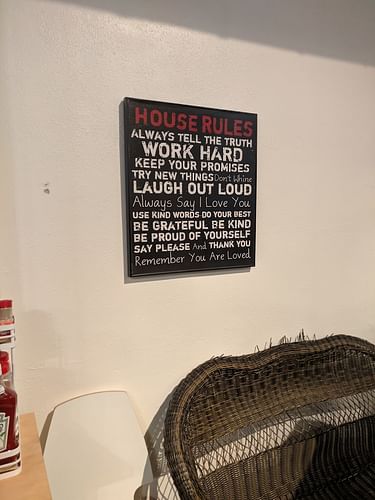 HOUSE RULES
ALWAYS TELL THE TRUTH
WORK HARD
KEEP YOUR PROMISES
TRY NEW THINGS Don't Whine
LAUGH OUT LOUD
Always Say I Love You
USE KIND WORDS DO YOUR BEST
BE GRATEFUL BE KIND
BE PROUD OF YOURSELF
SAY PLEASE And THANK YOU
Remember You Are Loved